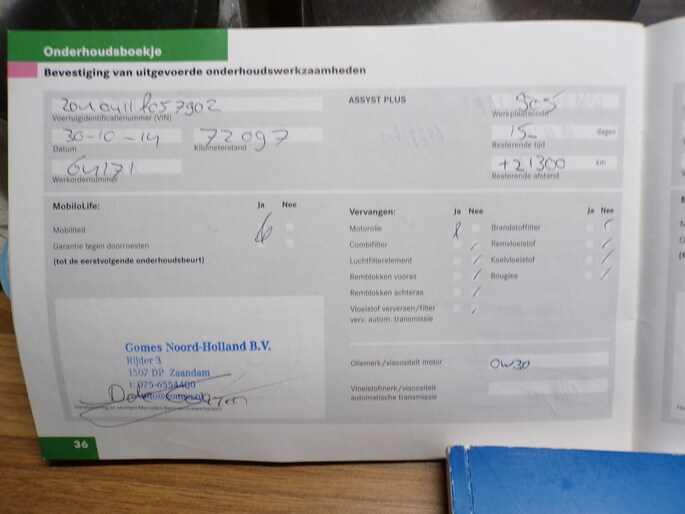 Onderhoudsboekje
Bevestiging van uitgevoerde onderhoudswerkzaamheden
Voertuigidentificatienummer (VIN)
ASSYST PLUS
Werkplaatscode
30-10-14
Datum
72097
Kilometerstand
15 dagen
Resterende tijd
64171
Werkordernummer
+21300 km
Resterende afstand
MobiloLife: Ja Nee
Mobiliteit
Garantie tegen doorroesten
(tot de eerstvolgende onderhoudsbeurt)
Vervangen: Ja Nee Ja Nee
Motorolie Brandstoffilter
Combifilter Remvloeistof
Luchtfilterelement Koelvloeistof
Remblokken vooras Bougies
Remblokken achteras
Vloeistof verversen/filter
verv. autom. transmissie
Gomes Noord-Holland B.V.
Rijder 3
1507 DP Zaandam
t: 075-6554400
Oliemerk/viscositeit motor 0W30
Vloeistofmerk/viscositeit
automatische transmissie
36